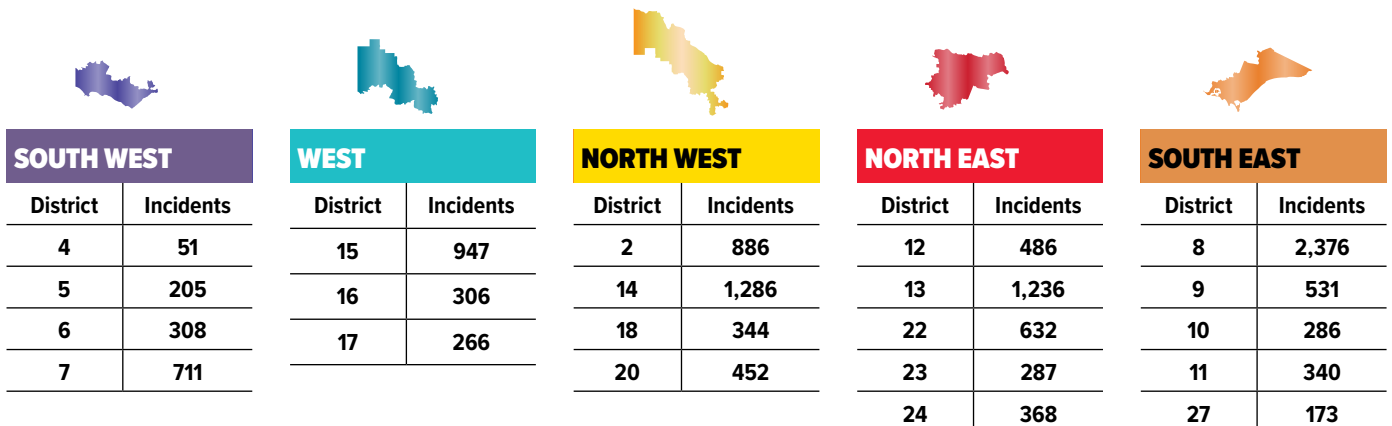 SOUTH WEST
District Incidents
4 51
5 205
6 308
7 711
WEST
District Incidents
15 947
16 306
17 266
NORTH WEST
District Incidents
2 886
14 1,286
18 344
20 452
NORTH EAST
District Incidents
12 486
13 1,236
22 632
23 287
24 368
SOUTH EAST
District Incidents
8 2,376
9 531
10 286
11 340
27 173